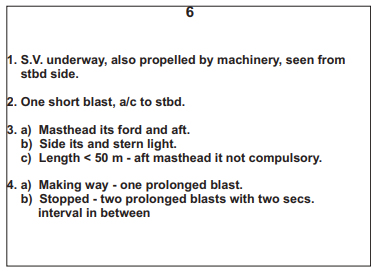 6
1. S.V. underway, also propelled by machinery, seen from
stbd side.
2. One short blast, a/c to stbd.
3. a) Masthead its ford and aft.
b) Side its and stern light.
c) Length < 50 m - aft masthead it not compulsory.
4. a) Making way - one prolonged blast.
b) Stopped - two prolonged blasts with two secs.
interval in between